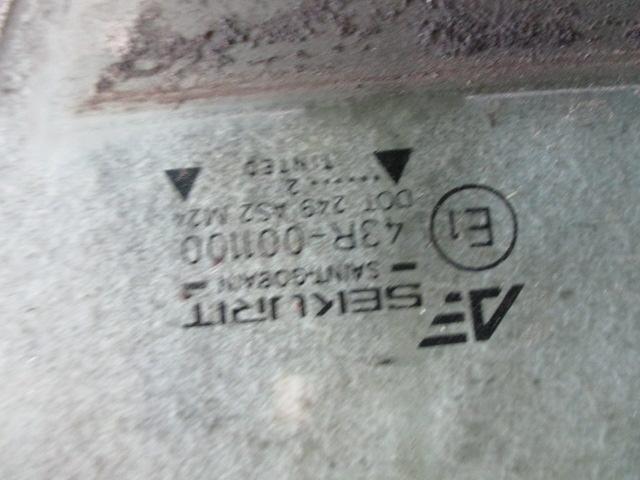 SEKURIT
SAINT-GOBAIN
E1 43R-001100
DOT 249 AS2 M24
...... 2
TINTED